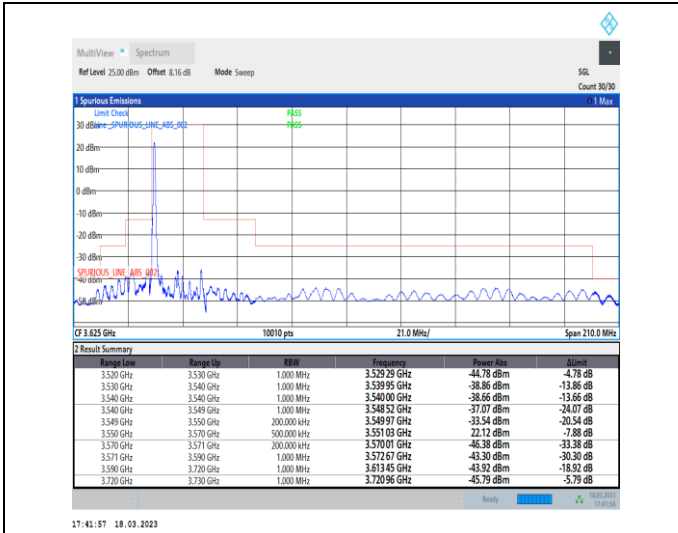 MultiView Spectrum
Ref Level 25.00 dBm Offset 8.16 dB Mode Sweep SGL
Count 30/30
1 Spurious Emissions 1 Max
Limit Check PASS
30 dBm Line _SPURIOUS_LINE_ABS_002 PASS
20 dBm
10 dBm
0 dBm
-10 dBm
-20 dBm
-30 dBm
SPURIOUS_LINE_ABS_002
-40 dBm
-50 dBm
CF 3.625 GHz 10010 pts 21.0 MHz/ Span 210.0 MHz
2 Result Summary
Range Low Range Up RBW Frequency Power Abs ΔLimit
3.520 GHz 3.530 GHz 1.000 MHz 3.529 29 GHz -44.78 dBm -4.78 dB
3.530 GHz 3.540 GHz 1.000 MHz 3.539 95 GHz -38.86 dBm -13.86 dB
3.540 GHz 3.540 GHz 1.000 MHz 3.540 00 GHz -38.66 dBm -13.66 dB
3.540 GHz 3.549 GHz 1.000 MHz 3.548 52 GHz -37.07 dBm -24.07 dB
3.549 GHz 3.550 GHz 200.000 kHz 3.549 97 GHz -33.54 dBm -20.54 dB
3.550 GHz 3.570 GHz 500.000 kHz 3.551 03 GHz 22.12 dBm -7.88 dB
3.570 GHz 3.571 GHz 200.000 kHz 3.570 01 GHz -46.38 dBm -33.38 dB
3.571 GHz 3.590 GHz 1.000 MHz 3.572 67 GHz -43.30 dBm -30.30 dB
3.590 GHz 3.720 GHz 1.000 MHz 3.613 45 GHz -43.92 dBm -18.92 dB
3.720 GHz 3.730 GHz 1.000 MHz 3.720 96 GHz -45.79 dBm -5.79 dB
Ready 18.03.2023
17:41:56
17:41:57 18.03.2023